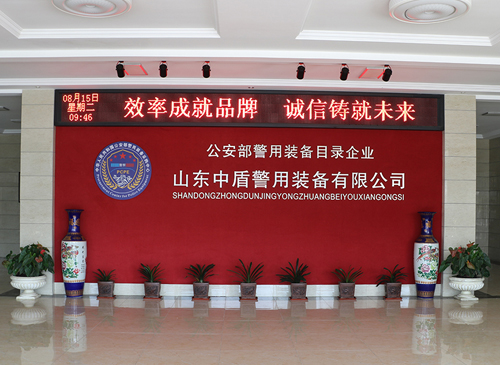 08月15日
星期二
09:46
效率成就品牌 诚信铸就未来
公安部警用装备目录企业
山东中盾警用装备有限公司
SHANDONGZHONGDUNJINGYONGZHUANGBEIYOUXIANGONGSI